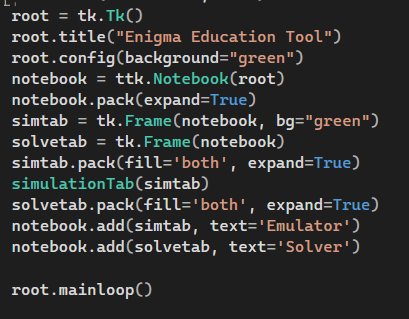 root = tk.Tk()
root.title("Enigma Education Tool")
root.config(background="green")
notebook = ttk.Notebook(root)
notebook.pack(expand=True)
simtab = tk.Frame(notebook, bg="green")
solvetab = tk.Frame(notebook)
simtab.pack(fill='both', expand=True)
simulationTab(simtab)
solvetab.pack(fill='both', expand=True)
notebook.add(simtab, text='Emulator')
notebook.add(solvetab, text='Solver')
root.mainloop()